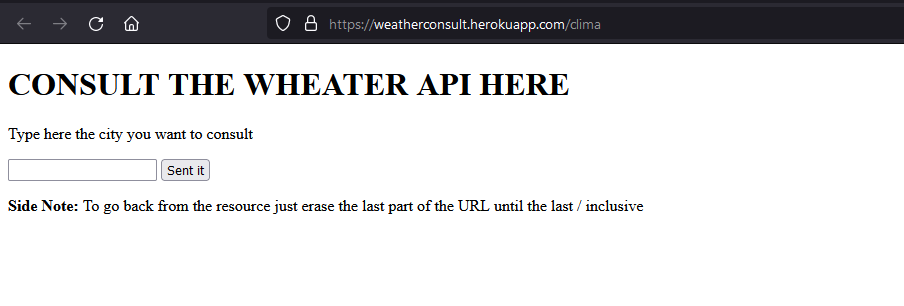 https://weatherconsult.herokuapp.com/clima
CONSULT THE WHEATER API HERE
Type here the city you want to consult
Sent it
Side Note: To go back from the resource just erase the last part of the URL until the last / inclusive